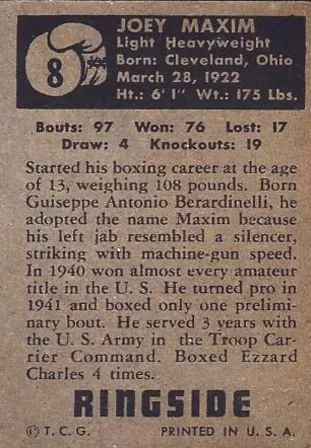 8
JOEY MAXIM
Light Heavyweight
Born: Cleveland, Ohio
March 28, 1922
Ht.: 6' 1" Wt.: 175 Lbs.
Bouts: 97 Won: 76 Lost: 17
Draw: 4 Knockouts: 19
Started his boxing career at the age
of 13, weighing 108 pounds. Born
Guiseppe Antonio Berardinelli, he
adopted the name Maxim because
his left jab resembled a silencer,
striking with machine-gun speed.
In 1940 won almost every amateur
title in the U. S. He turned pro in
1941 and boxed only one prelimi-
nary bout. He served 3 years with
the U. S. Army in the Troop Car-
rier Command. Boxed Ezzard
Charles 4 times.
RINGSIDE
© T. C. G. PRINTED IN U. S. A.